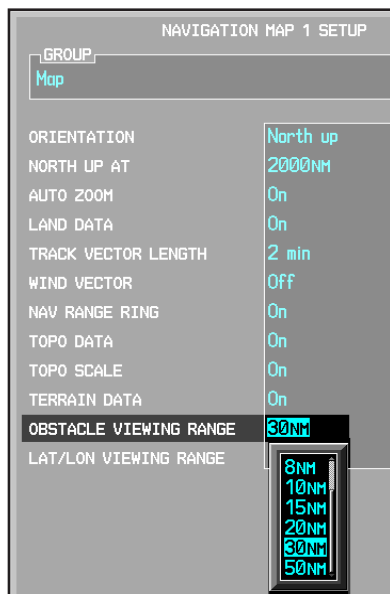 NAVIGATION MAP 1 SETUP
GROUP
Map
ORIENTATION North up
NORTH UP AT 2000NM
AUTO ZOOM On
LAND DATA On
TRACK VECTOR LENGTH 2 min
WIND VECTOR Off
NAV RANGE RING On
TOPO DATA On
TOPO SCALE On
TERRAIN DATA On
OBSTACLE VIEWING RANGE 30NM
LAT/LON VIEWING RANGE
8NM
10NM
15NM
20NM
30NM
50NM